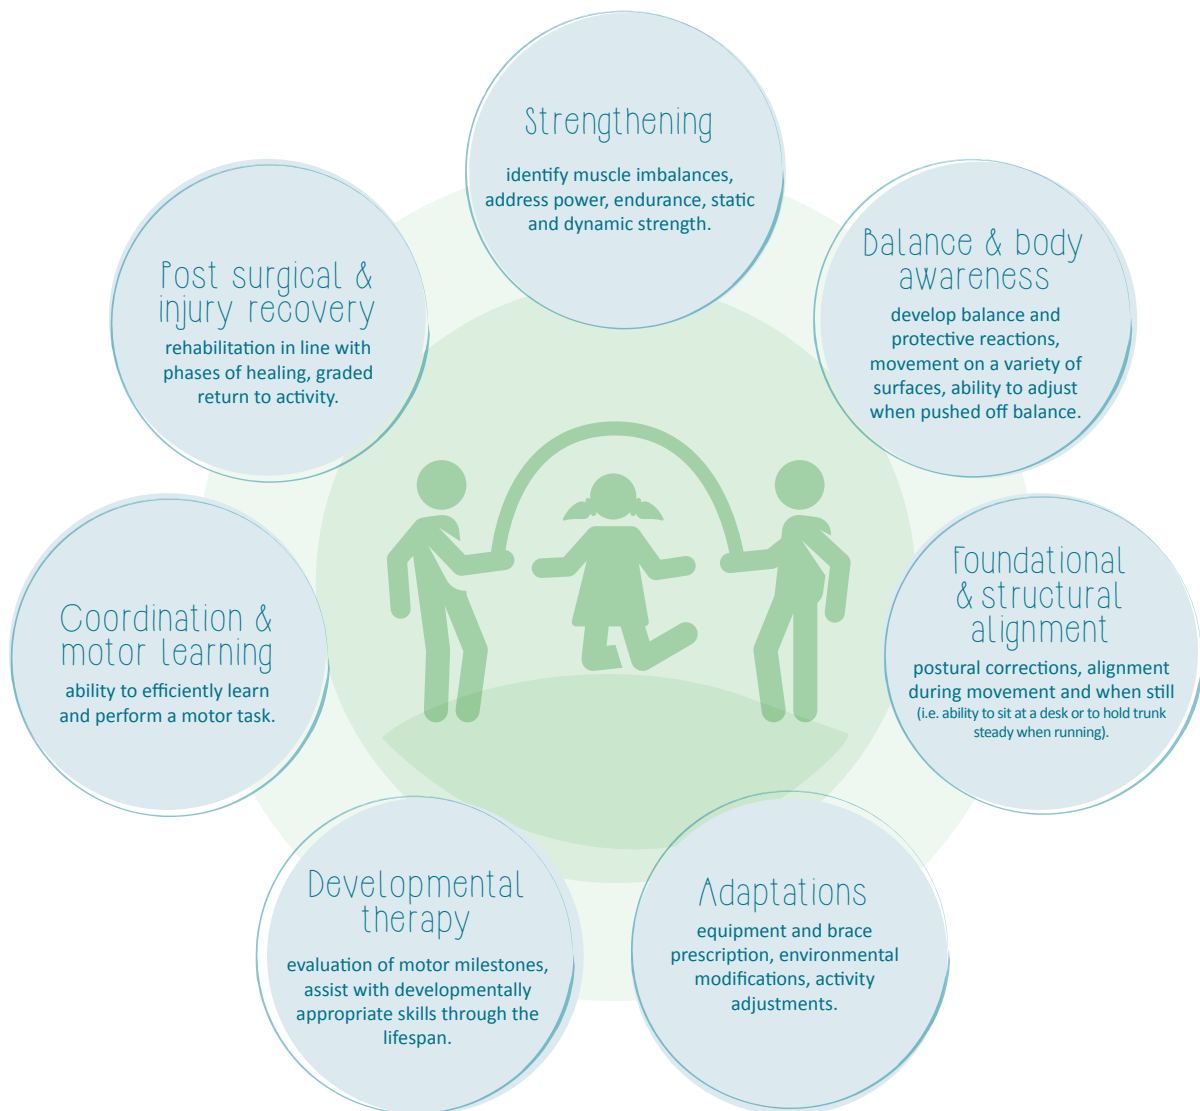 Strengthening
identify muscle imbalances,
address power, endurance, static
and dynamic strength.
Balance & body
awareness
develop balance and
protective reactions,
movement on a variety of
surfaces, ability to adjust
when pushed off balance.
Foundational
& structural
alignment
postural corrections, alignment
during movement and when still
(i.e. ability to sit at a desk or to hold trunk
steady when running).
Adaptations
equipment and brace
prescription, environmental
modifications, activity
adjustments.
Developmental
therapy
evaluation of motor milestones,
assist with developmentally
appropriate skills through the
lifespan.
Coordination &
motor learning
ability to efficiently learn
and perform a motor task.
Post surgical &
injury recovery
rehabilitation in line with
phases of healing, graded
return to activity.